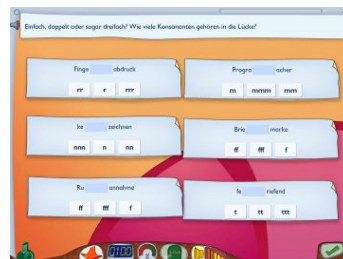 Einfach, doppelt oder sogar dreifach? Wie viele Konsonanten gehören in die Lücke?
Finge abdruck
rr r rrr
Progra acher
m mmm mm
ke zeichnen
nnn n nn
Brie marke
ff fff f
Ru annahme
ff fff f
fe riefend
t tt ttt